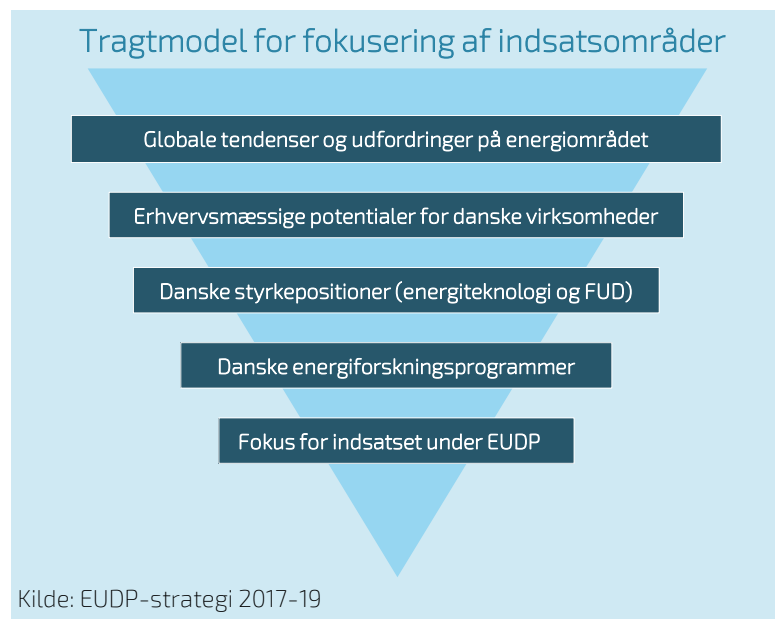 Tragtmodel for fokusering af indsatsområder
Globale tendenser og udfordringer på energiområdet
Erhvervsmæssige potentialer for danske virksomheder
Danske styrkepositioner (energiteknologi og FUD)
Danske energiforskningsprogrammer
Fokus for indsatset under EUDP
Kilde: EUDP-strategi 2017-19